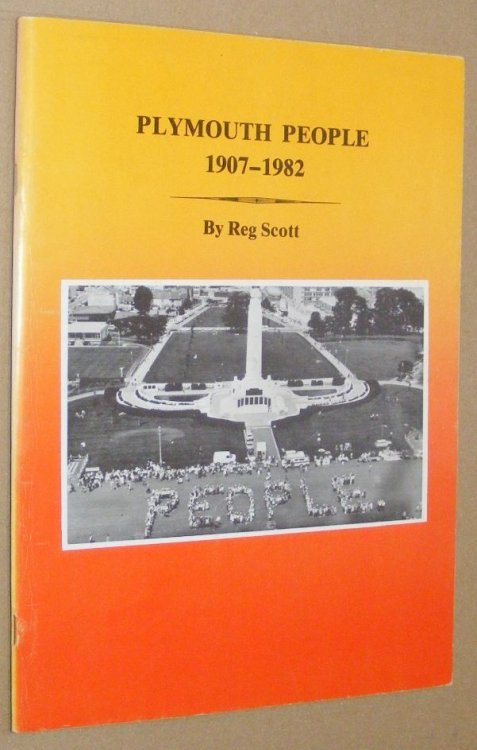 PLYMOUTH PEOPLE
1907–1982
By Reg Scott
PEOPLE